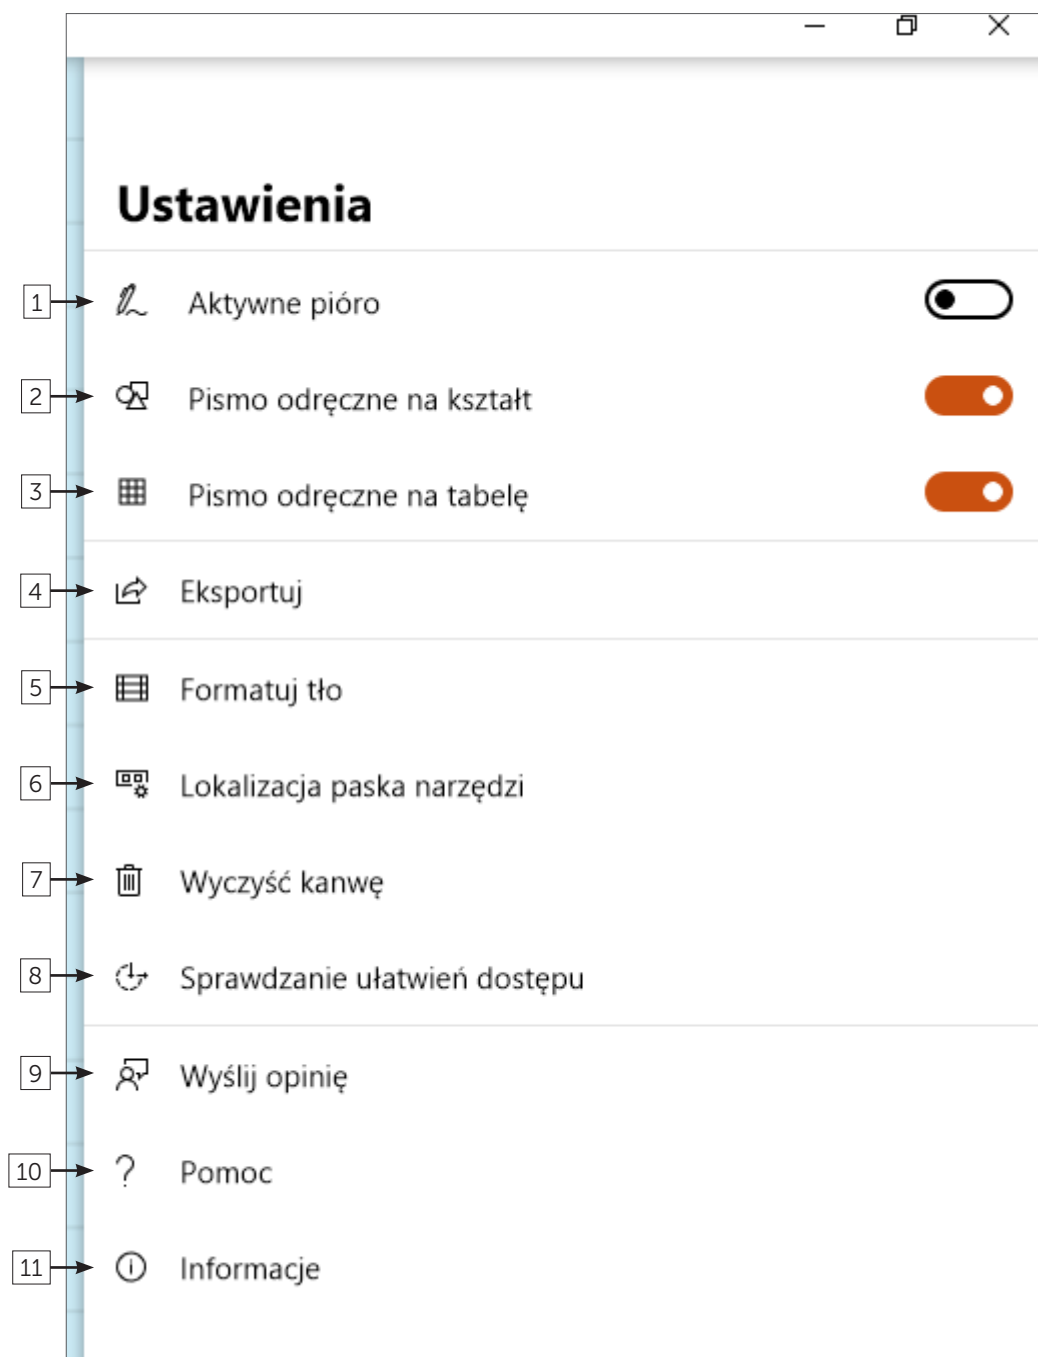 Ustawienia
1 Aktywne pióro
2 Pismo odręczne na kształt
3 Pismo odręczne na tabelę
4 Eksportuj
5 Formatuj tło
6 Lokalizacja paska narzędzi
7 Wyczyść kanwę
8 Sprawdzanie ułatwień dostępu
9 Wyślij opinię
10 Pomoc
11 Informacje